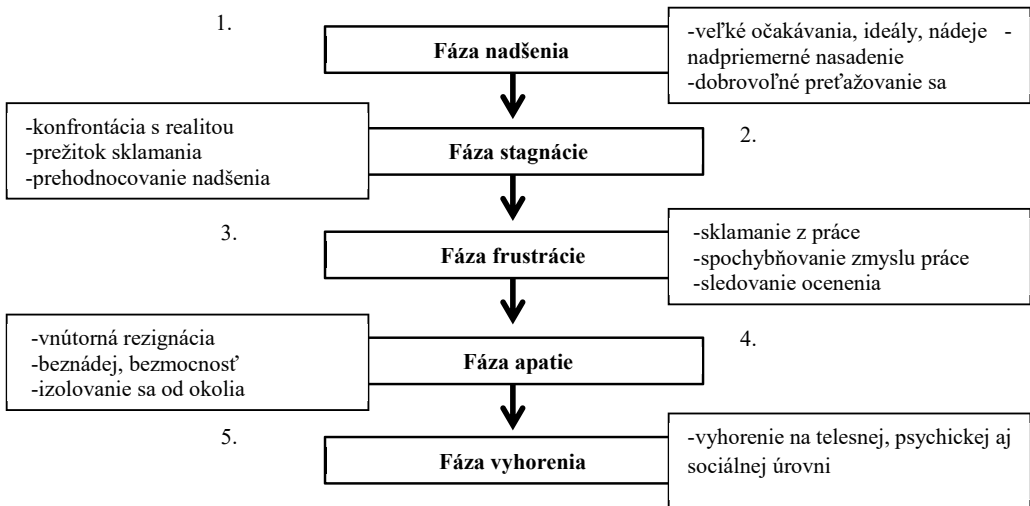 1.
Fáza nadšenia
-veľké očakávania, ideály, nádeje -
nadpriemerné nasadenie
-dobrovoľné preťažovanie sa
-konfrontácia s realitou
-prežitok sklamania
-prehodnocovanie nadšenia
Fáza stagnácie
2.
3.
Fáza frustrácie
-sklamanie z práce
-spochybňovanie zmyslu práce
-sledovanie ocenenia
-vnútorná rezignácia
-beznádej, bezmocnosť
-izolovanie sa od okolia
Fáza apatie
4.
5.
Fáza vyhorenia
-vyhorenie na telesnej, psychickej aj
sociálnej úrovni